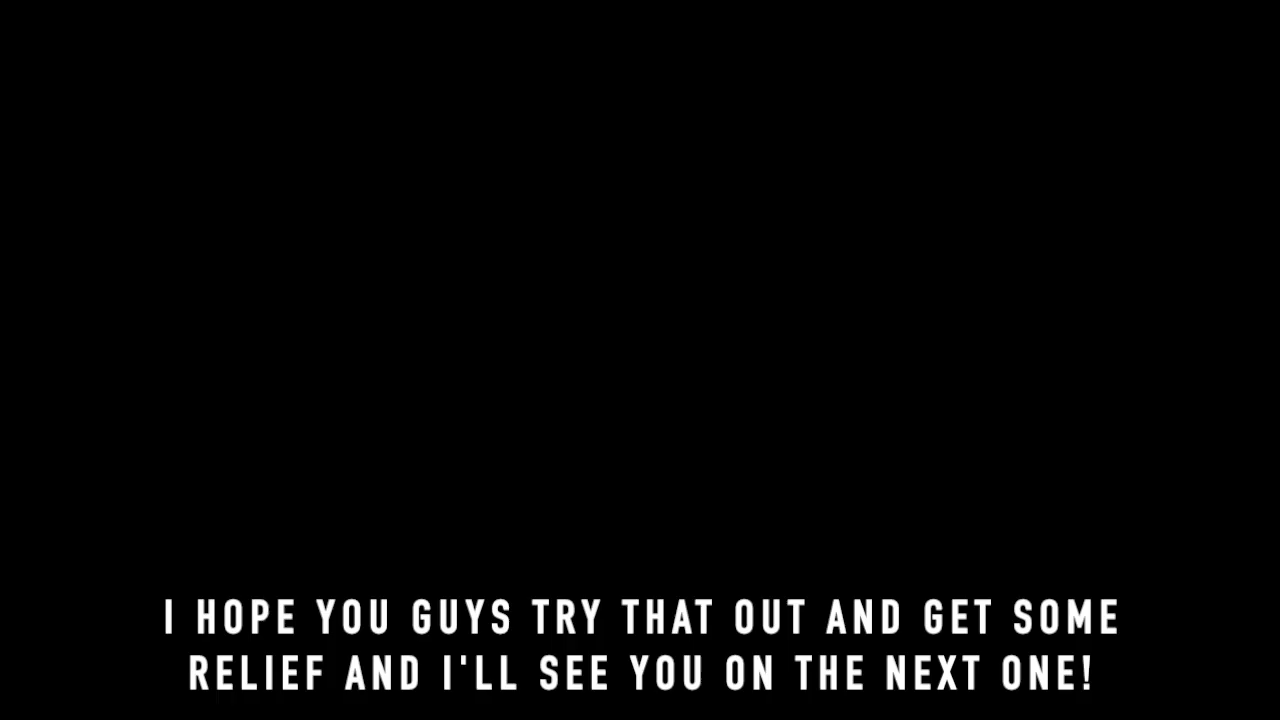 I HOPE YOU GUYS TRY THAT OUT AND GET SOME
RELIEF AND I'LL SEE YOU ON THE NEXT ONE!